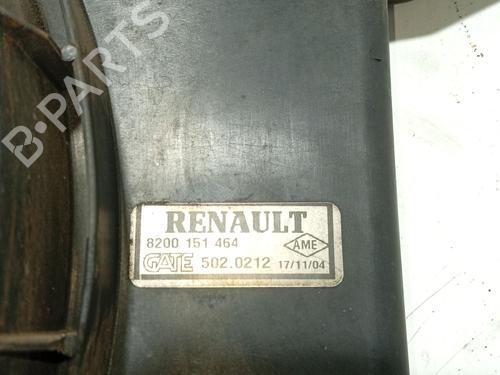 B-PARTS
RENAULT
8200 151 464
AME
GATE 502.0212 17/11/04